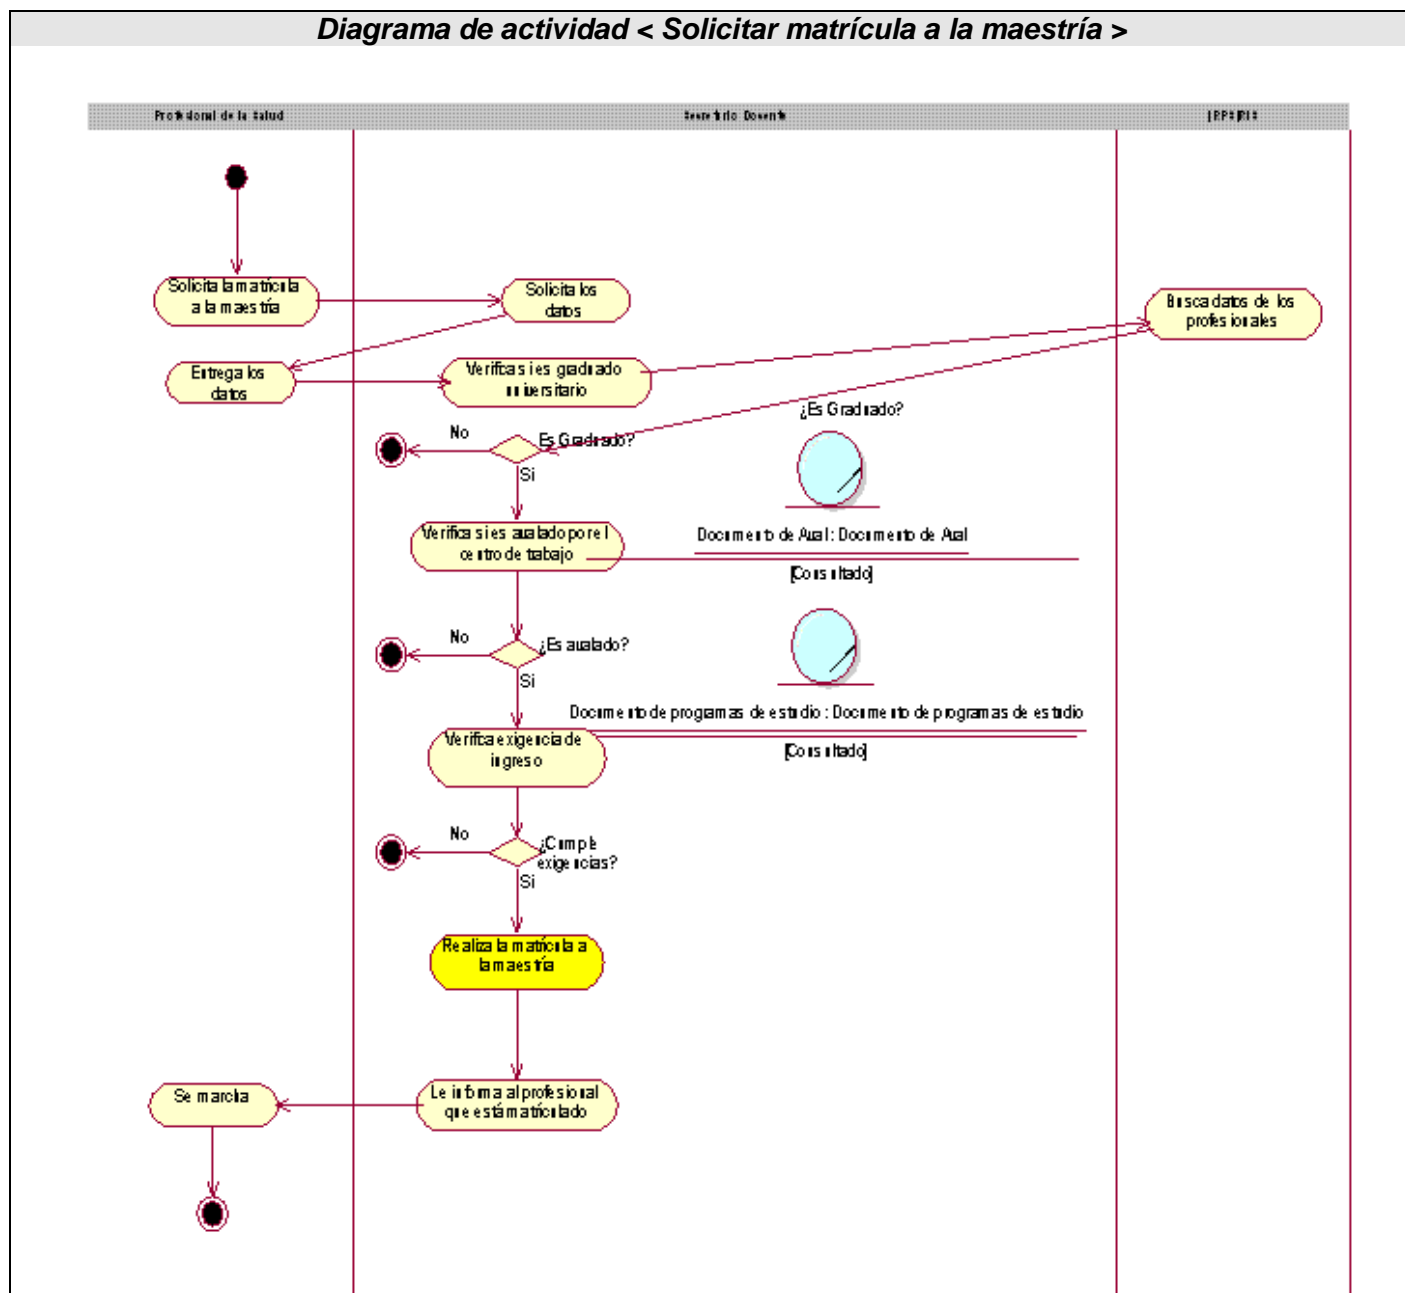 Diagrama de actividad < Solicitar matrícula a la maestría >
Profesional de la Salud
Secretario Docente
Solicita la matrícula
a la maestría
Solicita los
datos
Busca datos de los
profesionales
Entrega los
datos
Verifica si es graduado
universitario
¿Es Graduado?
No
Es Graduado?
Si
Verifica si es avalado por el
centro de trabajo
Documento de Aval : Documento de Aval
[Consultado]
No
¿Es avalado?
Si
Documento de programas de estudio : Documento de programas de estudio
Verifica exigencia de
ingreso
[Consultado]
No
¿Cumple
exigencias?
Si
Realiza la matrícula a
la maestría
Se marcha
Le informa al profesional
que está matriculado